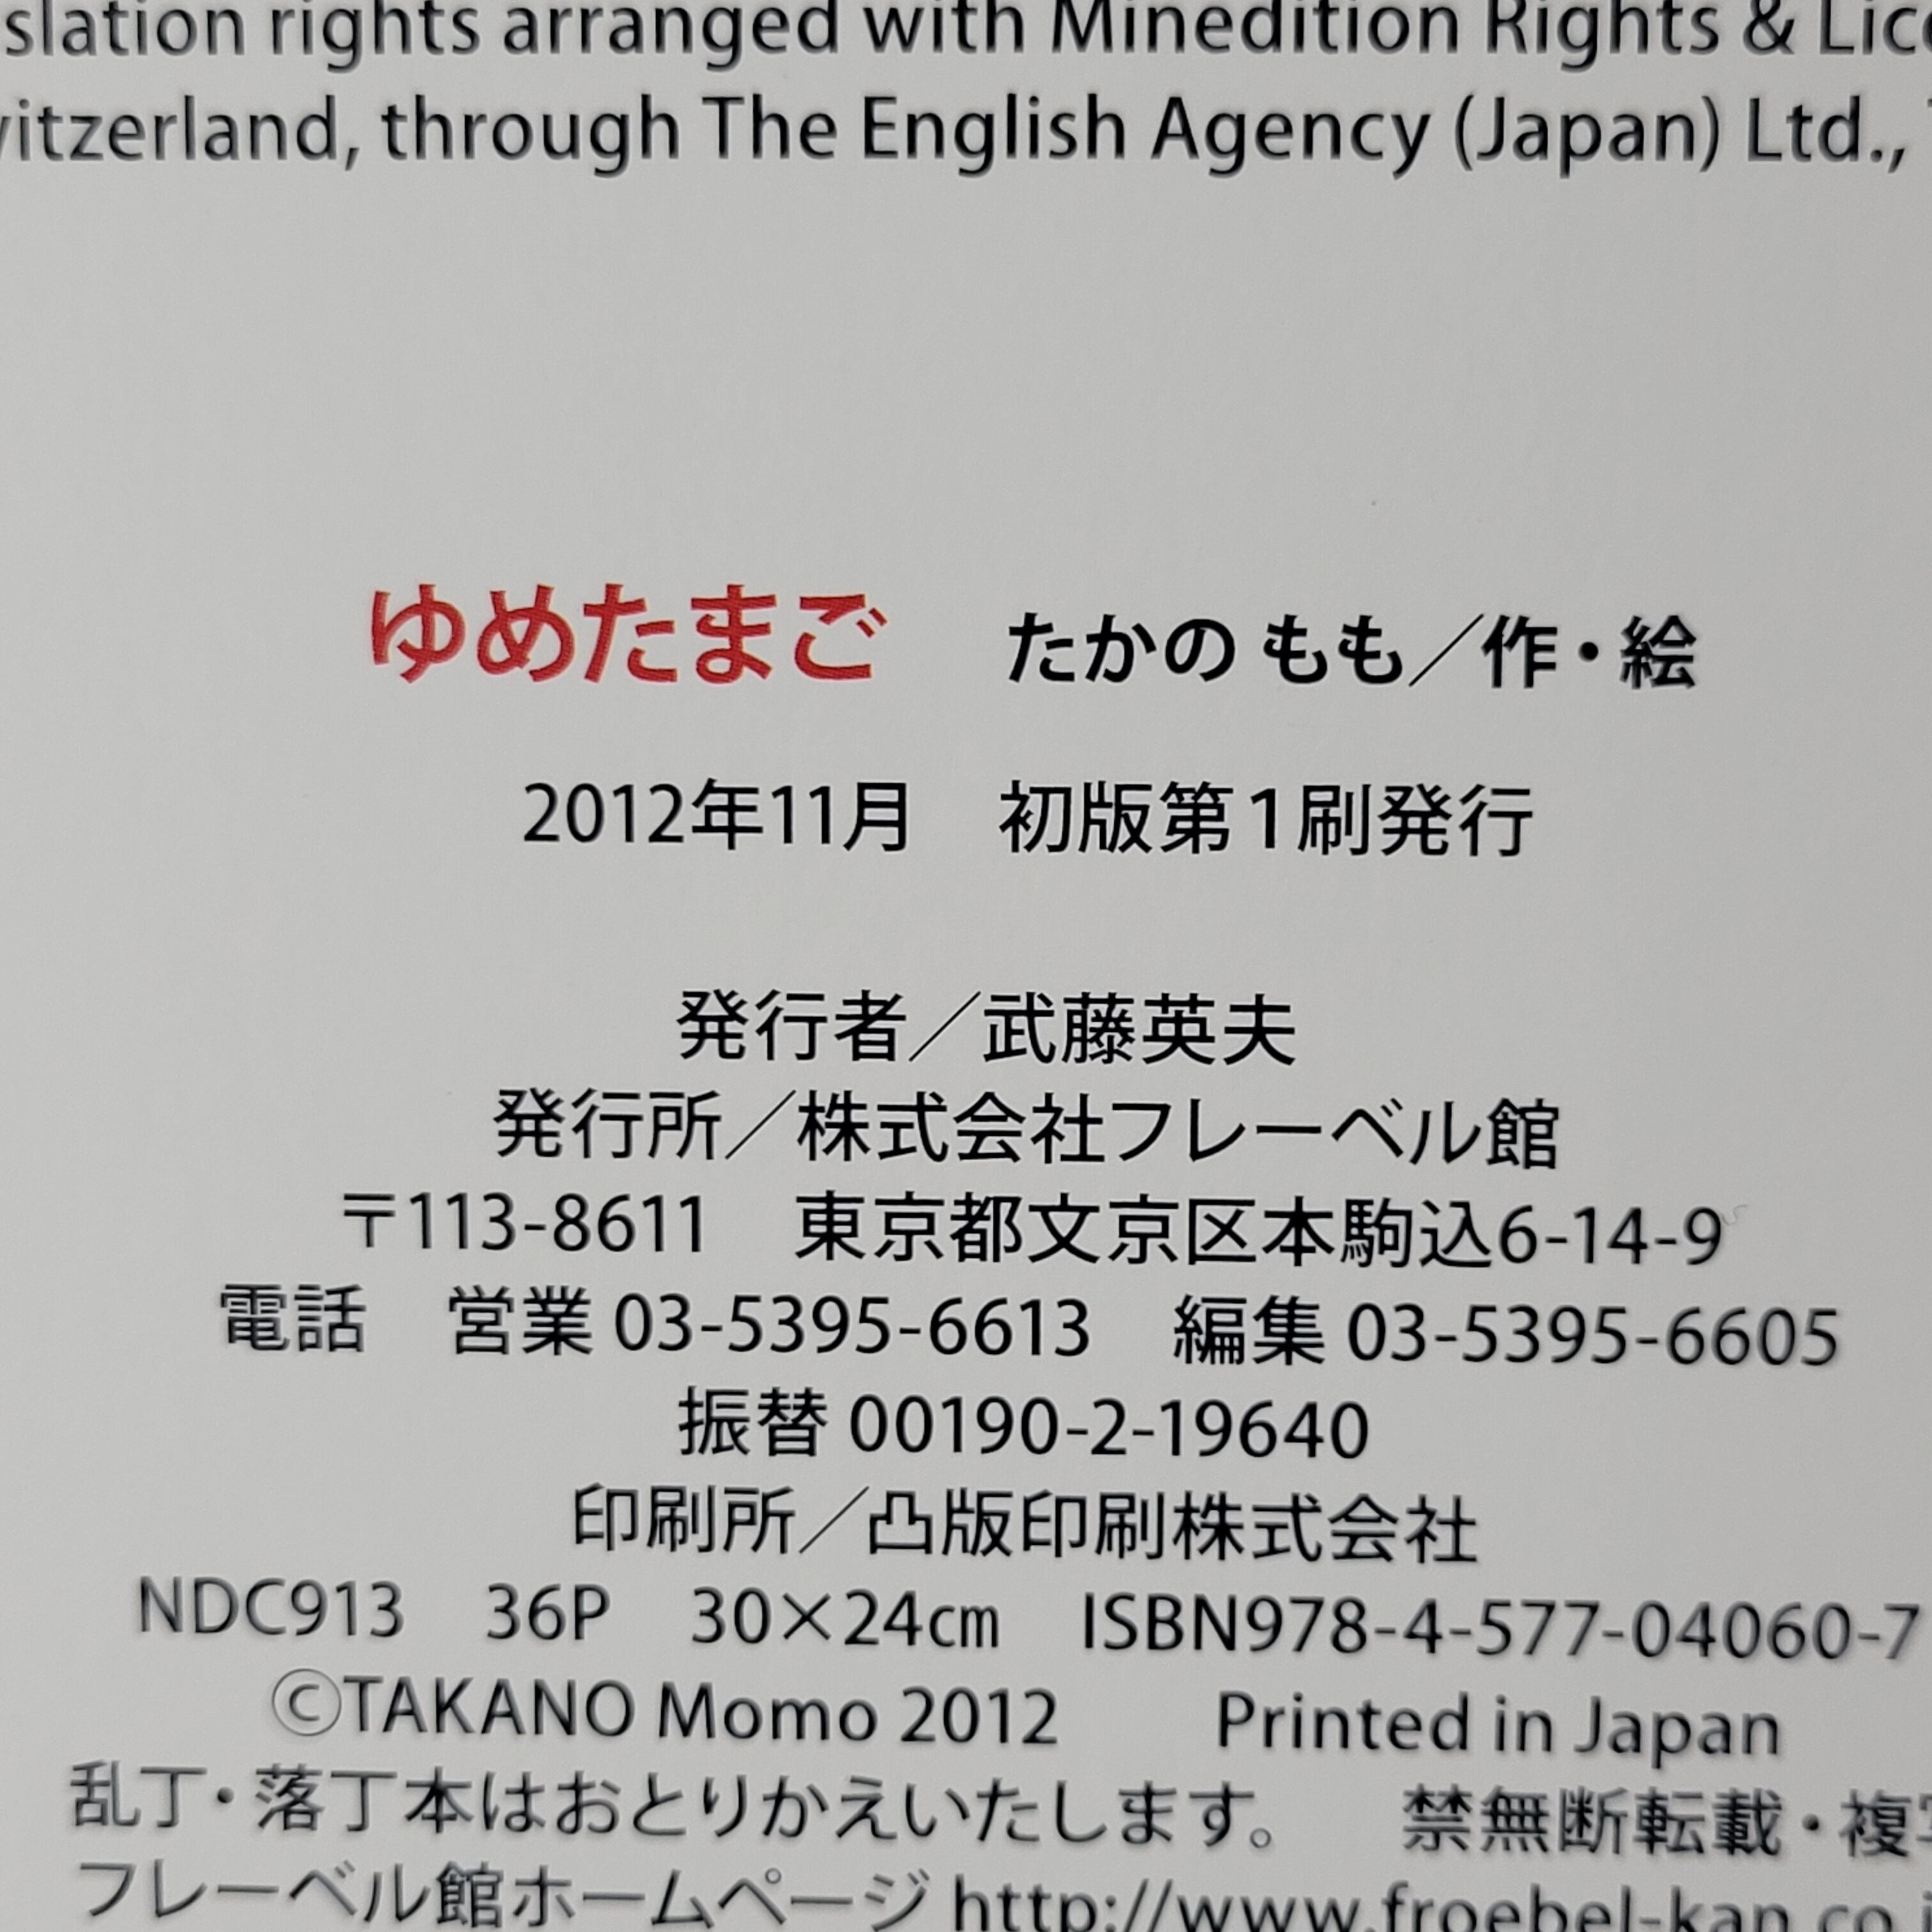 slation rights arranged with Minedition Rights & Lic
witzerland, through The English Agency (Japan) Ltd.,
ゆめたまご　たかの もも／作・絵
2012年11月　初版第1刷発行
発行者／武藤英夫
発行所／株式会社フレーベル館
〒113-8611　東京都文京区本駒込6-14-9
電話　営業 03-5395-6613　編集 03-5395-6605
振替 00190-2-19640
印刷所／凸版印刷株式会社
NDC913　36P　30×24㎝　ISBN978-4-577-04060-7
©TAKANO Momo 2012　Printed in Japan
乱丁・落丁本はおとりかえいたします。　禁無断転載・複写
フレーベル館ホームページ http://www.froebel-kan.co.